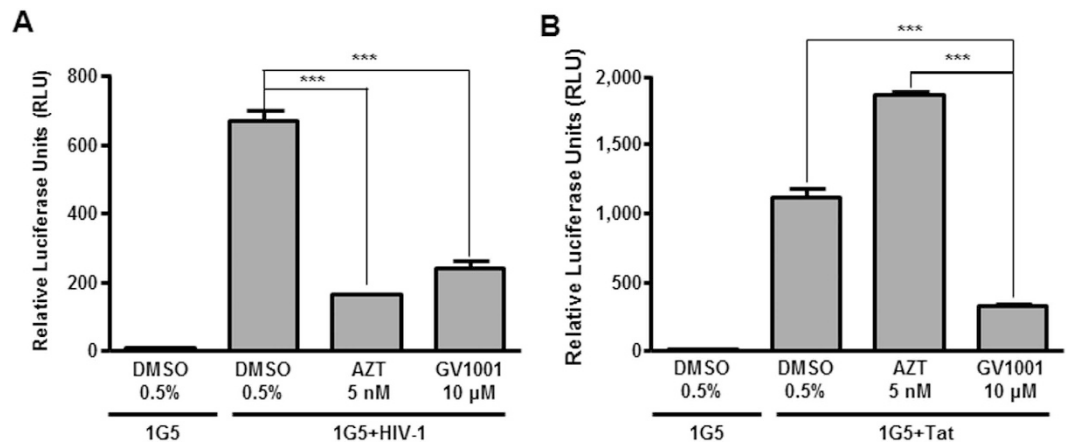 A
Relative Luciferase Units (RLU)
800
600
400
200
0
***
***
DMSO 0.5%
DMSO 0.5%
AZT 5 nM
GV1001 10 µM
1G5
1G5+HIV-1
B
Relative Luciferase Units (RLU)
2,000
1,500
1,000
500
0
***
***
DMSO 0.5%
DMSO 0.5%
AZT 5 nM
GV1001 10 µM
1G5
1G5+Tat